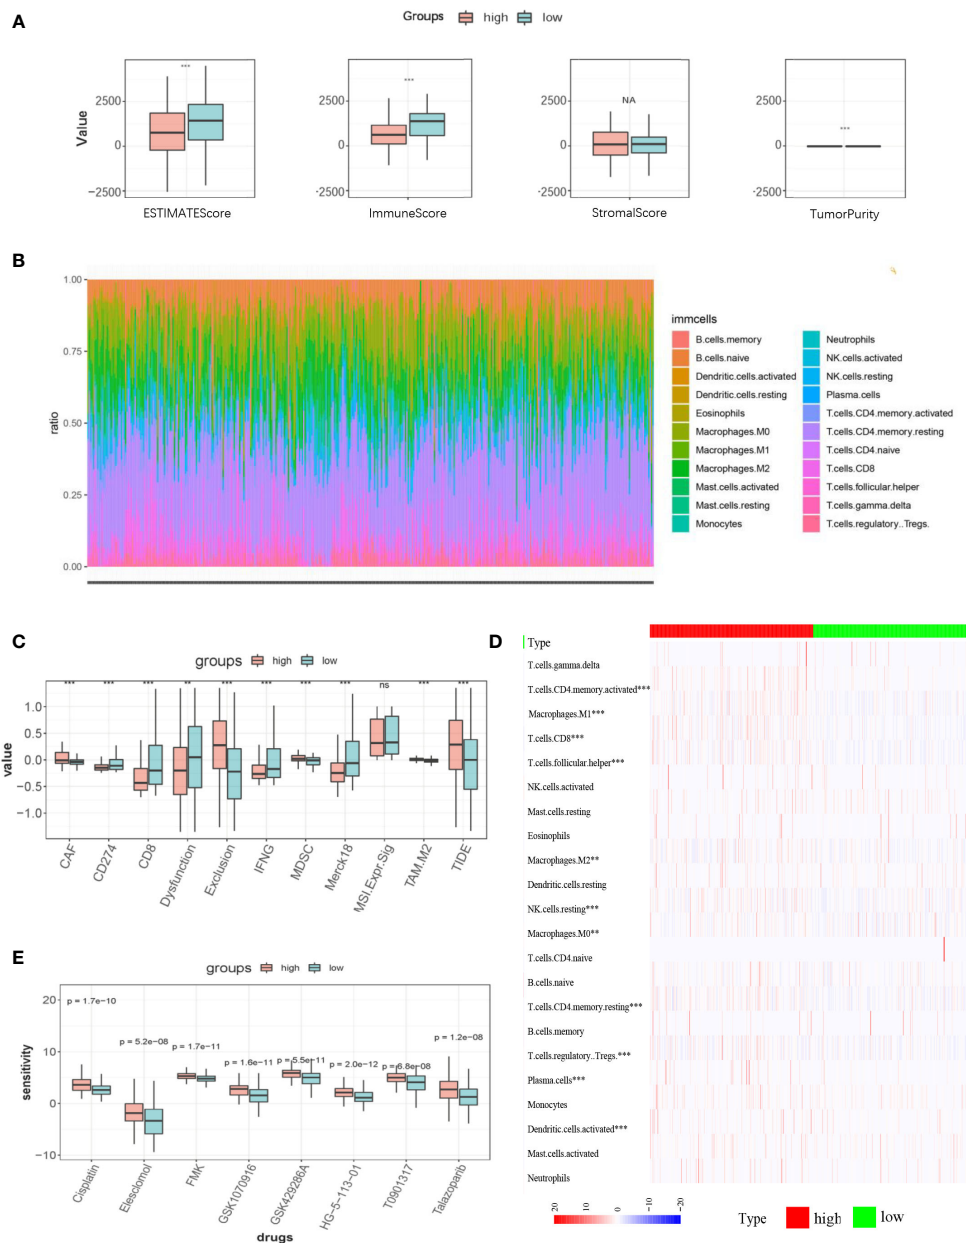 A
Groups high low
Value
2500
0
−2500
***
ESTIMATEScore
2500
0
-2500
***
ImmuneScore
2500
0
-2500
NA
StromalScore
2500
0
-2500
***
TumorPurity
B
1.00
0.75
0.50
0.25
0.00
ratio
immcells
B.cells.memory
B.cells.naive
Dendritic.cells.activated
Dendritic.cells.resting
Eosinophils
Macrophages.M0
Macrophages.M1
Macrophages.M2
Mast.cells.activated
Mast.cells.resting
Monocytes
Neutrophils
NK.cells.activated
NK.cells.resting
Plasma.cells
T.cells.CD4.memory.activated
T.cells.CD4.memory.resting
T.cells.CD4.naive
T.cells.CD8
T.cells.follicular.helper
T.cells.gamma.delta
T.cells.regulatory..Tregs.
C
groups high low
*** *** *** ** *** *** *** *** ns *** ***
1.0
0.5
0.0
−0.5
−1.0
value
CAF
CD274
CD8
Dysfunction
Exclusion
IFNG
MDSC
Merck18
MSI.Expr.Sig
TAM.M2
TIDE
D
Type
T.cells.gamma.delta
T.cells.CD4.memory.activated***
Macrophages.M1***
T.cells.CD8***
T.cells.follicular.helper***
NK.cells.activated
Mast.cells.resting
Eosinophils
Macrophages.M2**
Dendritic.cells.resting
NK.cells.resting***
Macrophages.M0**
T.cells.CD4.naive
B.cells.naive
T.cells.CD4.memory.resting***
B.cells.memory
T.cells.regulatory..Tregs.***
Plasma.cells***
Monocytes
Dendritic.cells.activated***
Mast.cells.activated
Neutrophils
20
10
0
−10
−20
Type high low
E
groups high low
20
10
0
−10
sensitivity
p = 1.7e−10
p = 5.2e−08
p = 1.7e−11
p = 1.6e−11
p = 5.5e−11
p = 2.0e−12
p = 6.8e−08
p = 1.2e−08
Cisplatin
Elesclomol
FMK
GSK1070916
GSK429286A
HG−5−113−01
T0901317
Talazoparib
drugs